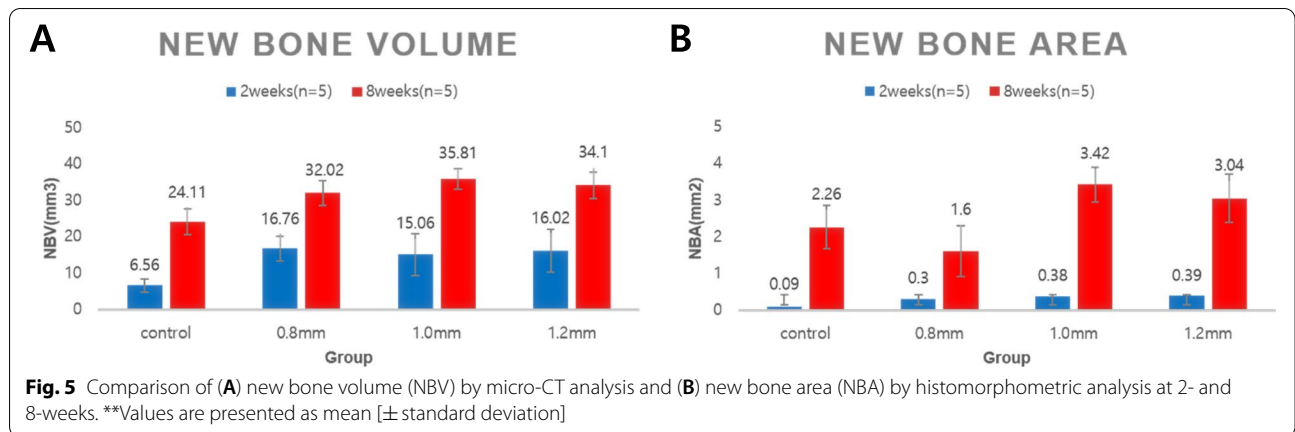 A
NEW BONE VOLUME
2weeks(n=5) 8weeks(n=5)
50
40
30
20
10
0
NBV(mm3)
6.56
24.11
16.76
32.02
15.06
35.81
16.02
34.1
control 0.8mm 1.0mm 1.2mm
Group
B
NEW BONE AREA
2weeks(n=5) 8weeks(n=5)
5
4
3
2
1
0
NBA(mm2)
0.09
2.26
0.3
1.6
0.38
3.42
0.39
3.04
control 0.8mm 1.0mm 1.2mm
Group
Fig. 5 Comparison of (A) new bone volume (NBV) by micro-CT analysis and (B) new bone area (NBA) by histomorphometric analysis at 2- and
8-weeks. **Values are presented as mean [± standard deviation]